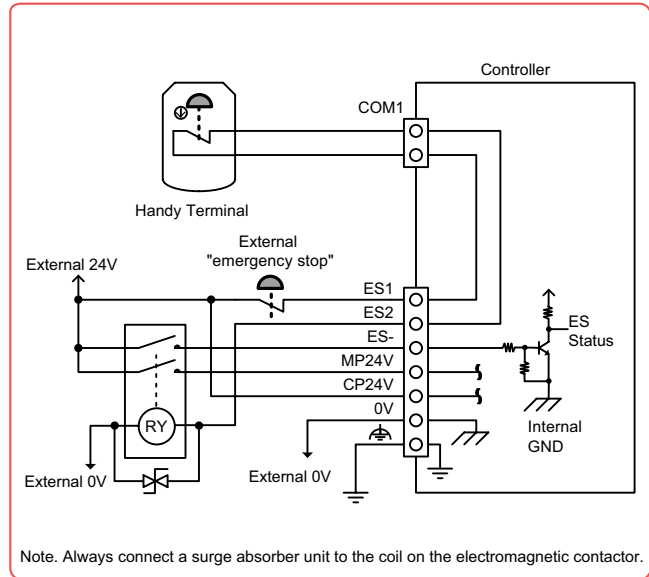 Controller
COM1
Handy Terminal
External
"emergency stop"
External 24V
ES1
ES2
ES-
MP24V
CP24V
0V
ES
Status
RY
Internal
GND
External 0V
External 0V
Note. Always connect a surge absorber unit to the coil on the electromagnetic contactor.